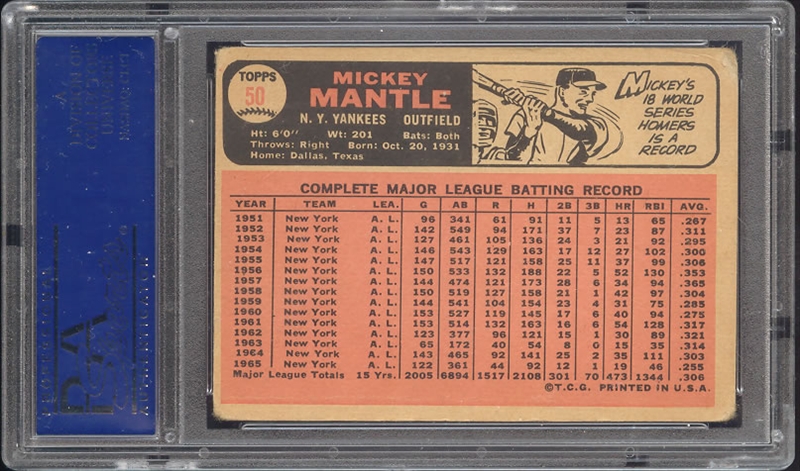 TOPPS
50
MICKEY
MANTLE
N. Y. YANKEES OUTFIELD
Ht: 6'0" Wt: 201 Bats: Both
Throws: Right Born: Oct. 20, 1931
Home: Dallas, Texas
MICKEY'S
18 WORLD
SERIES
HOMERS
IS A
RECORD
COMPLETE MAJOR LEAGUE BATTING RECORD
YEAR TEAM LEA. G AB R H 2B 3B HR RBI AVG.
1951 New York A. L. 96 341 61 91 11 5 13 65 .267
1952 New York A. L. 142 549 94 171 37 7 23 87 .311
1953 New York A. L. 127 461 105 136 24 3 21 92 .295
1954 New York A. L. 146 543 129 163 17 12 27 102 .300
1955 New York A. L. 147 517 121 158 25 11 37 99 .306
1956 New York A. L. 150 533 132 188 22 5 52 130 .353
1957 New York A. L. 144 474 121 173 28 6 34 94 .365
1958 New York A. L. 150 519 127 158 21 1 42 97 .304
1959 New York A. L. 144 541 104 154 23 4 31 75 .285
1960 New York A. L. 153 527 119 145 17 6 40 94 .275
1961 New York A. L. 153 514 132 163 16 6 54 128 .317
1962 New York A. L. 123 377 96 121 15 1 30 89 .321
1963 New York A. L. 65 172 40 54 8 0 15 35 .314
1964 New York A. L. 143 465 92 141 25 2 35 111 .303
1965 New York A. L. 122 361 44 92 12 1 19 46 .255
Major League Totals 15 Yrs. 2005 6894 1517 2108 301 70 473 1344 .306
©T.C.G. PRINTED IN U.S.A.
A
DIVISION OF
COLLECTORS
UNIVERSE